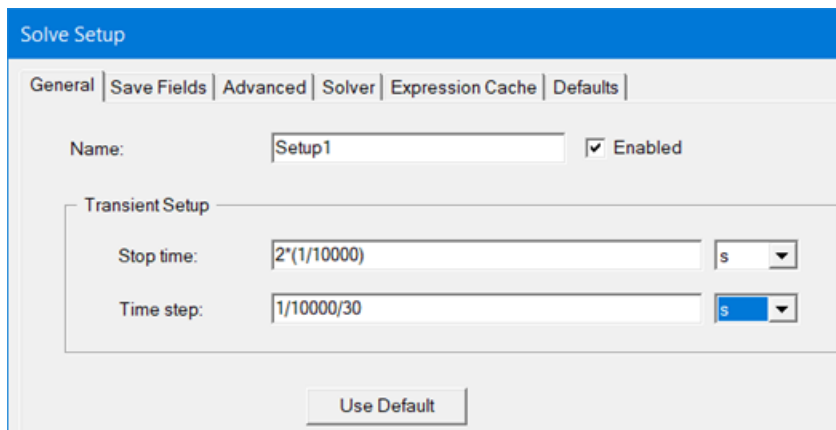 Solve Setup
General Save Fields Advanced Solver Expression Cache Defaults
Name: Setup1 Enabled
Transient Setup
Stop time: 2*(1/10000) s
Time step: 1/10000/30 s
Use Default